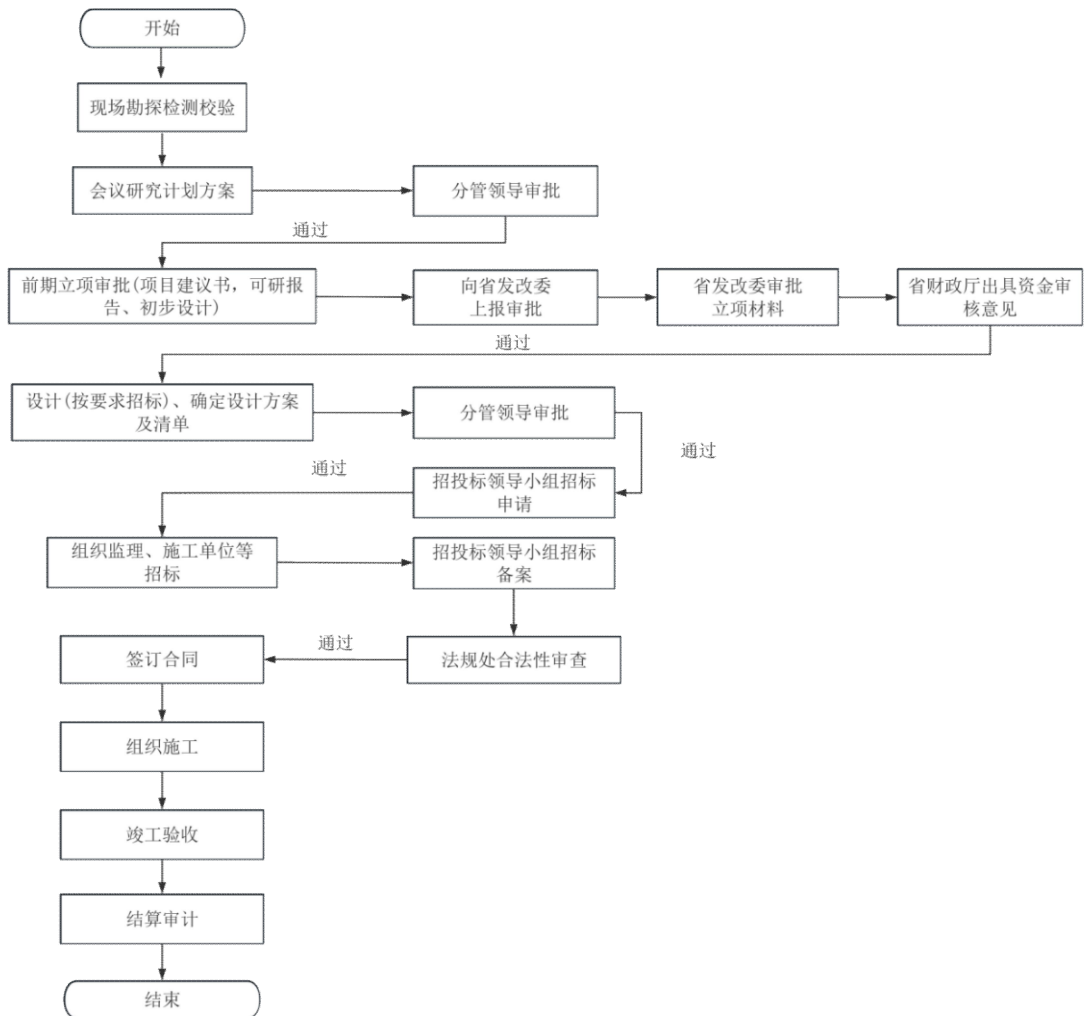 开始
现场勘探检测校验
会议研究计划方案
分管领导审批
通过
前期立项审批(项目建议书，可研报
告、初步设计)
向省发改委
上报审批
省发改委审批
立项材料
省财政厅出具资金审
核意见
通过
设计(按要求招标)、确定设计方案
及清单
分管领导审批
通过
招投标领导小组招标
申请
通过
组织监理、施工单位等
招标
招投标领导小组招标
备案
法规处合法性审查
通过
签订合同
组织施工
竣工验收
结算审计
结束